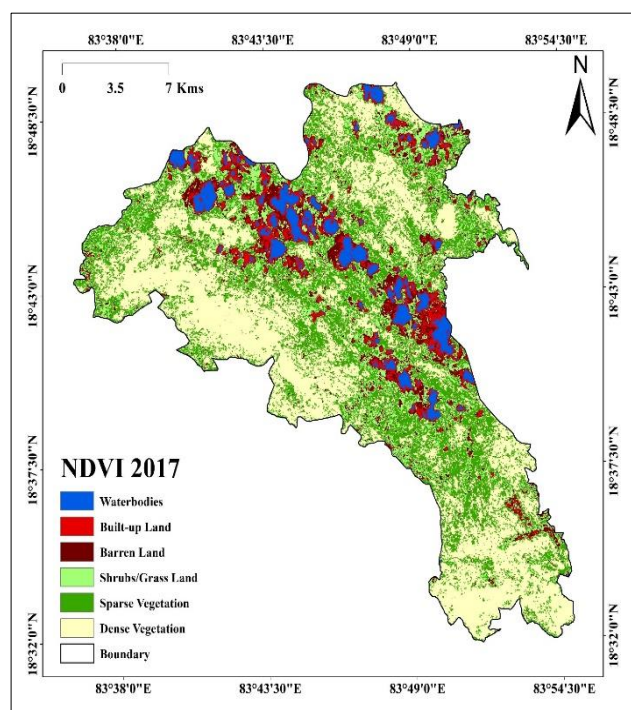 83°38'0"E 83°43'30"E 83°49'0"E 83°54'30"E
0 3.5 7 Kms
N
18°48'30"N 18°48'30"N
18°43'0"N 18°43'0"N
18°37'30"N 18°37'30"N
18°32'0"N 18°32'0"N
NDVI 2017
Waterbodies
Built-up Land
Barren Land
Shrubs/Grass Land
Sparse Vegetation
Dense Vegetation
Boundary
83°38'0"E 83°43'30"E 83°49'0"E 83°54'30"E